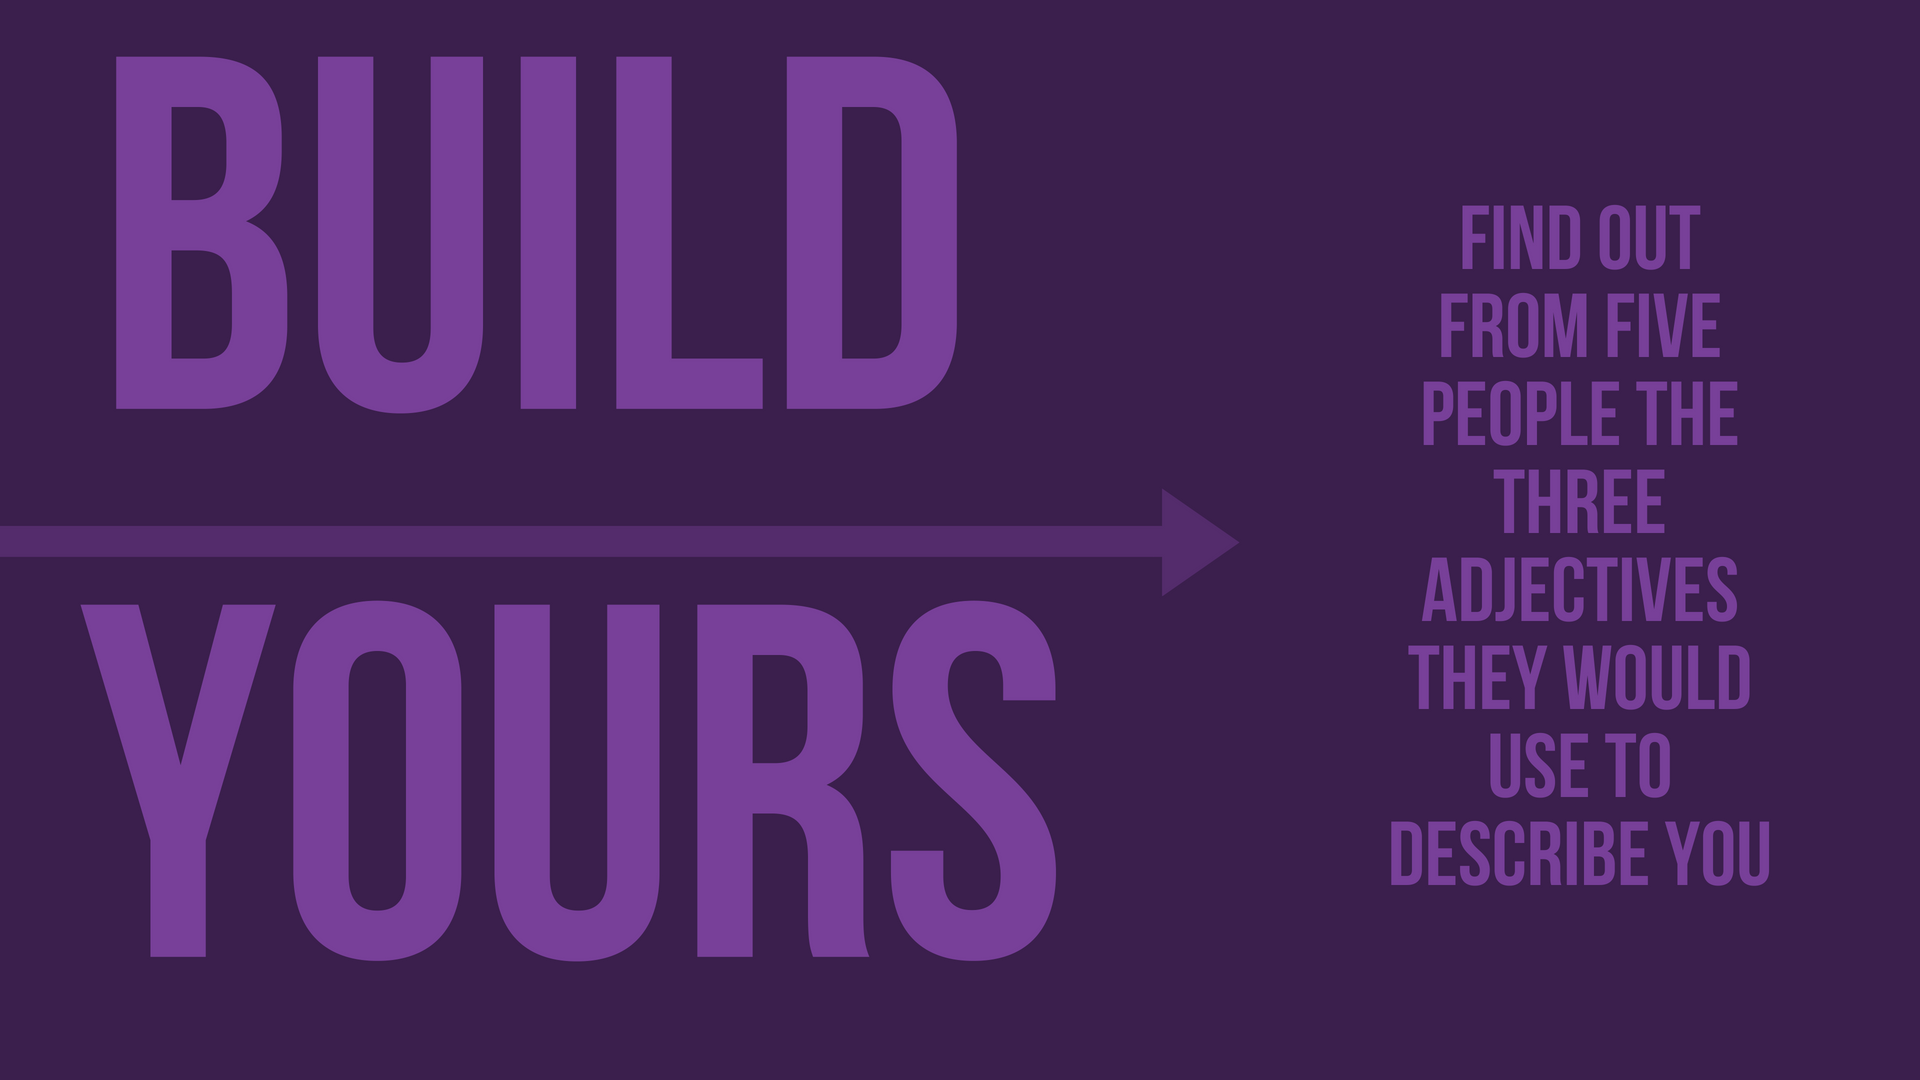 BUILD
YOURS
FIND OUT
FROM FIVE
PEOPLE THE
THREE
ADJECTIVES
THEY WOULD
USE TO
DESCRIBE YOU